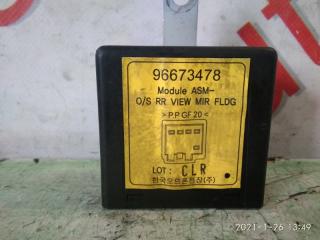 96673478
Module ASM-
O/S RR VIEW MIR FLDG
>P.P GF 20<
LOT: CLR
2021-1-26 13:49